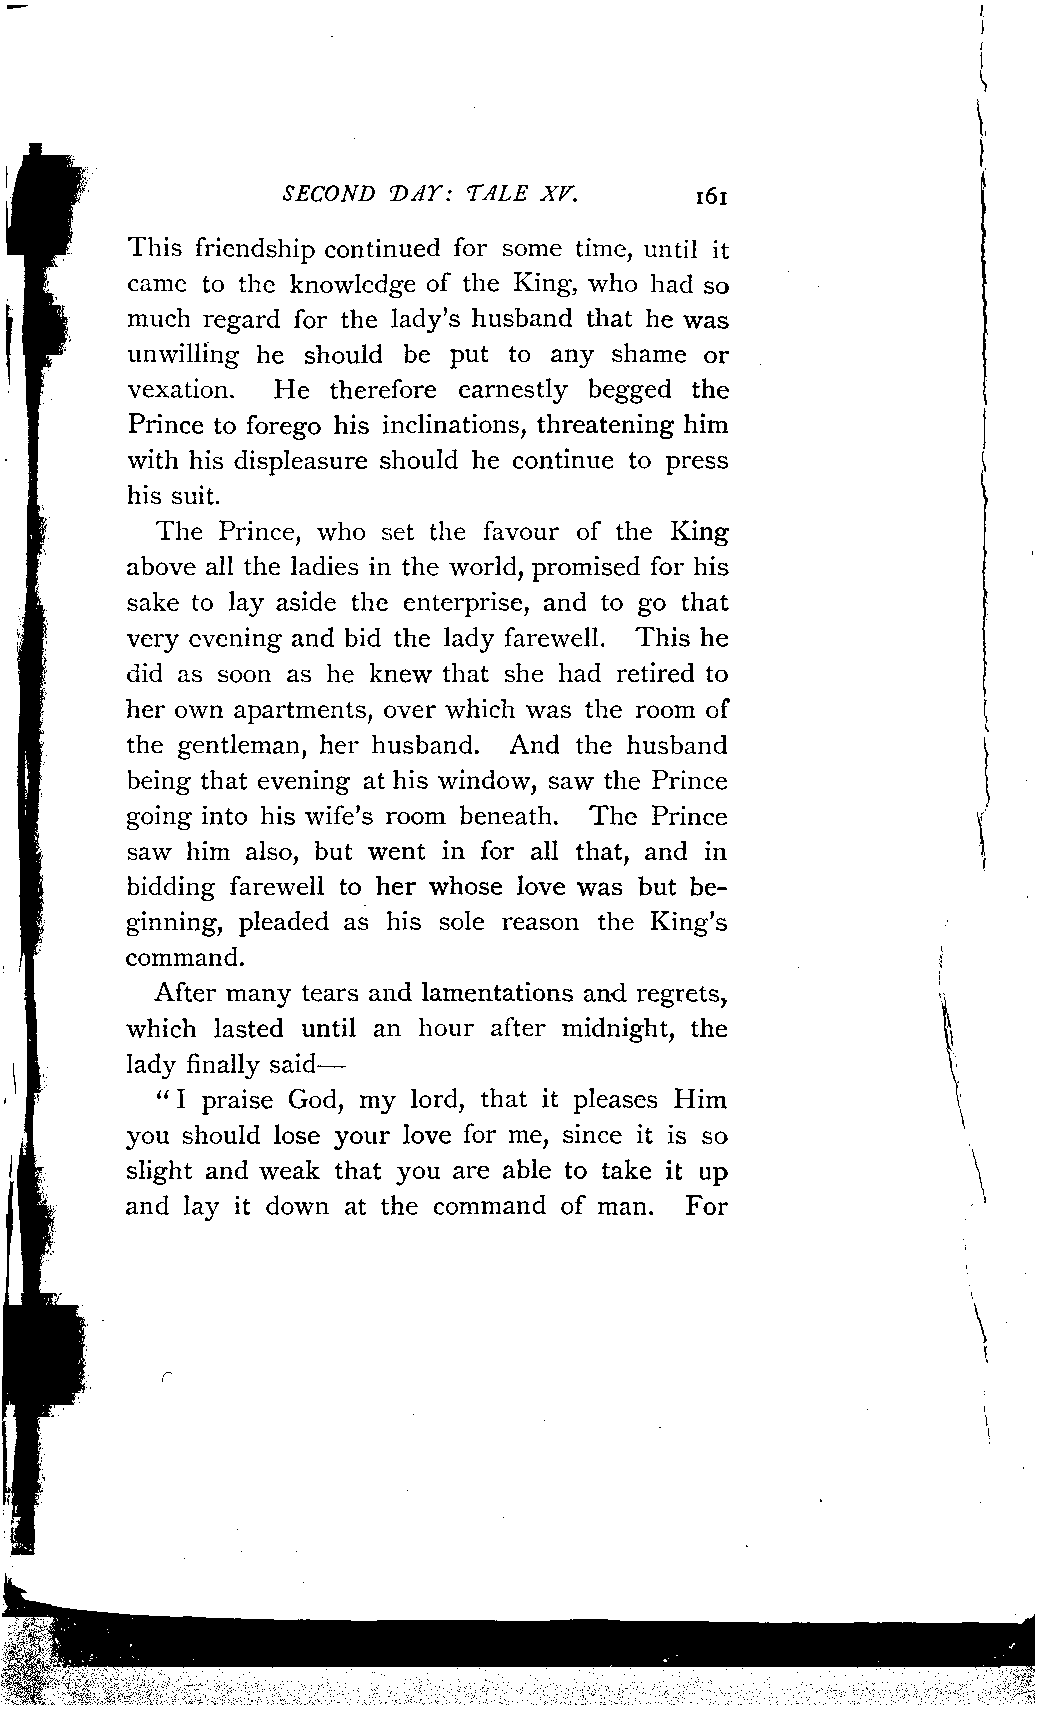 SECOND DAY: TALE XV. 161
This friendship continued for some time, until it
came to the knowledge of the King, who had so
much regard for the lady's husband that he was
unwilling he should be put to any shame or
vexation. He therefore earnestly begged the
Prince to forego his inclinations, threatening him
with his displeasure should he continue to press
his suit.
The Prince, who set the favour of the King
above all the ladies in the world, promised for his
sake to lay aside the enterprise, and to go that
very evening and bid the lady farewell. This he
did as soon as he knew that she had retired to
her own apartments, over which was the room of
the gentleman, her husband. And the husband
being that evening at his window, saw the Prince
going into his wife's room beneath. The Prince
saw him also, but went in for all that, and in
bidding farewell to her whose love was but be-
ginning, pleaded as his sole reason the King's
command.
After many tears and lamentations and regrets,
which lasted until an hour after midnight, the
lady finally said—
"I praise God, my lord, that it pleases Him
you should lose your love for me, since it is so
slight and weak that you are able to take it up
and lay it down at the command of man. For